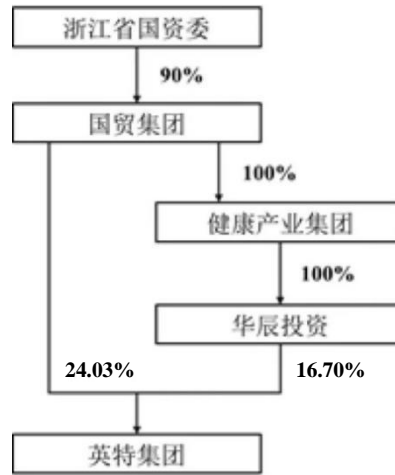 浙江省国资委
90%
国贸集团
100%
健康产业集团
100%
华辰投资
24.03%
16.70%
英特集团